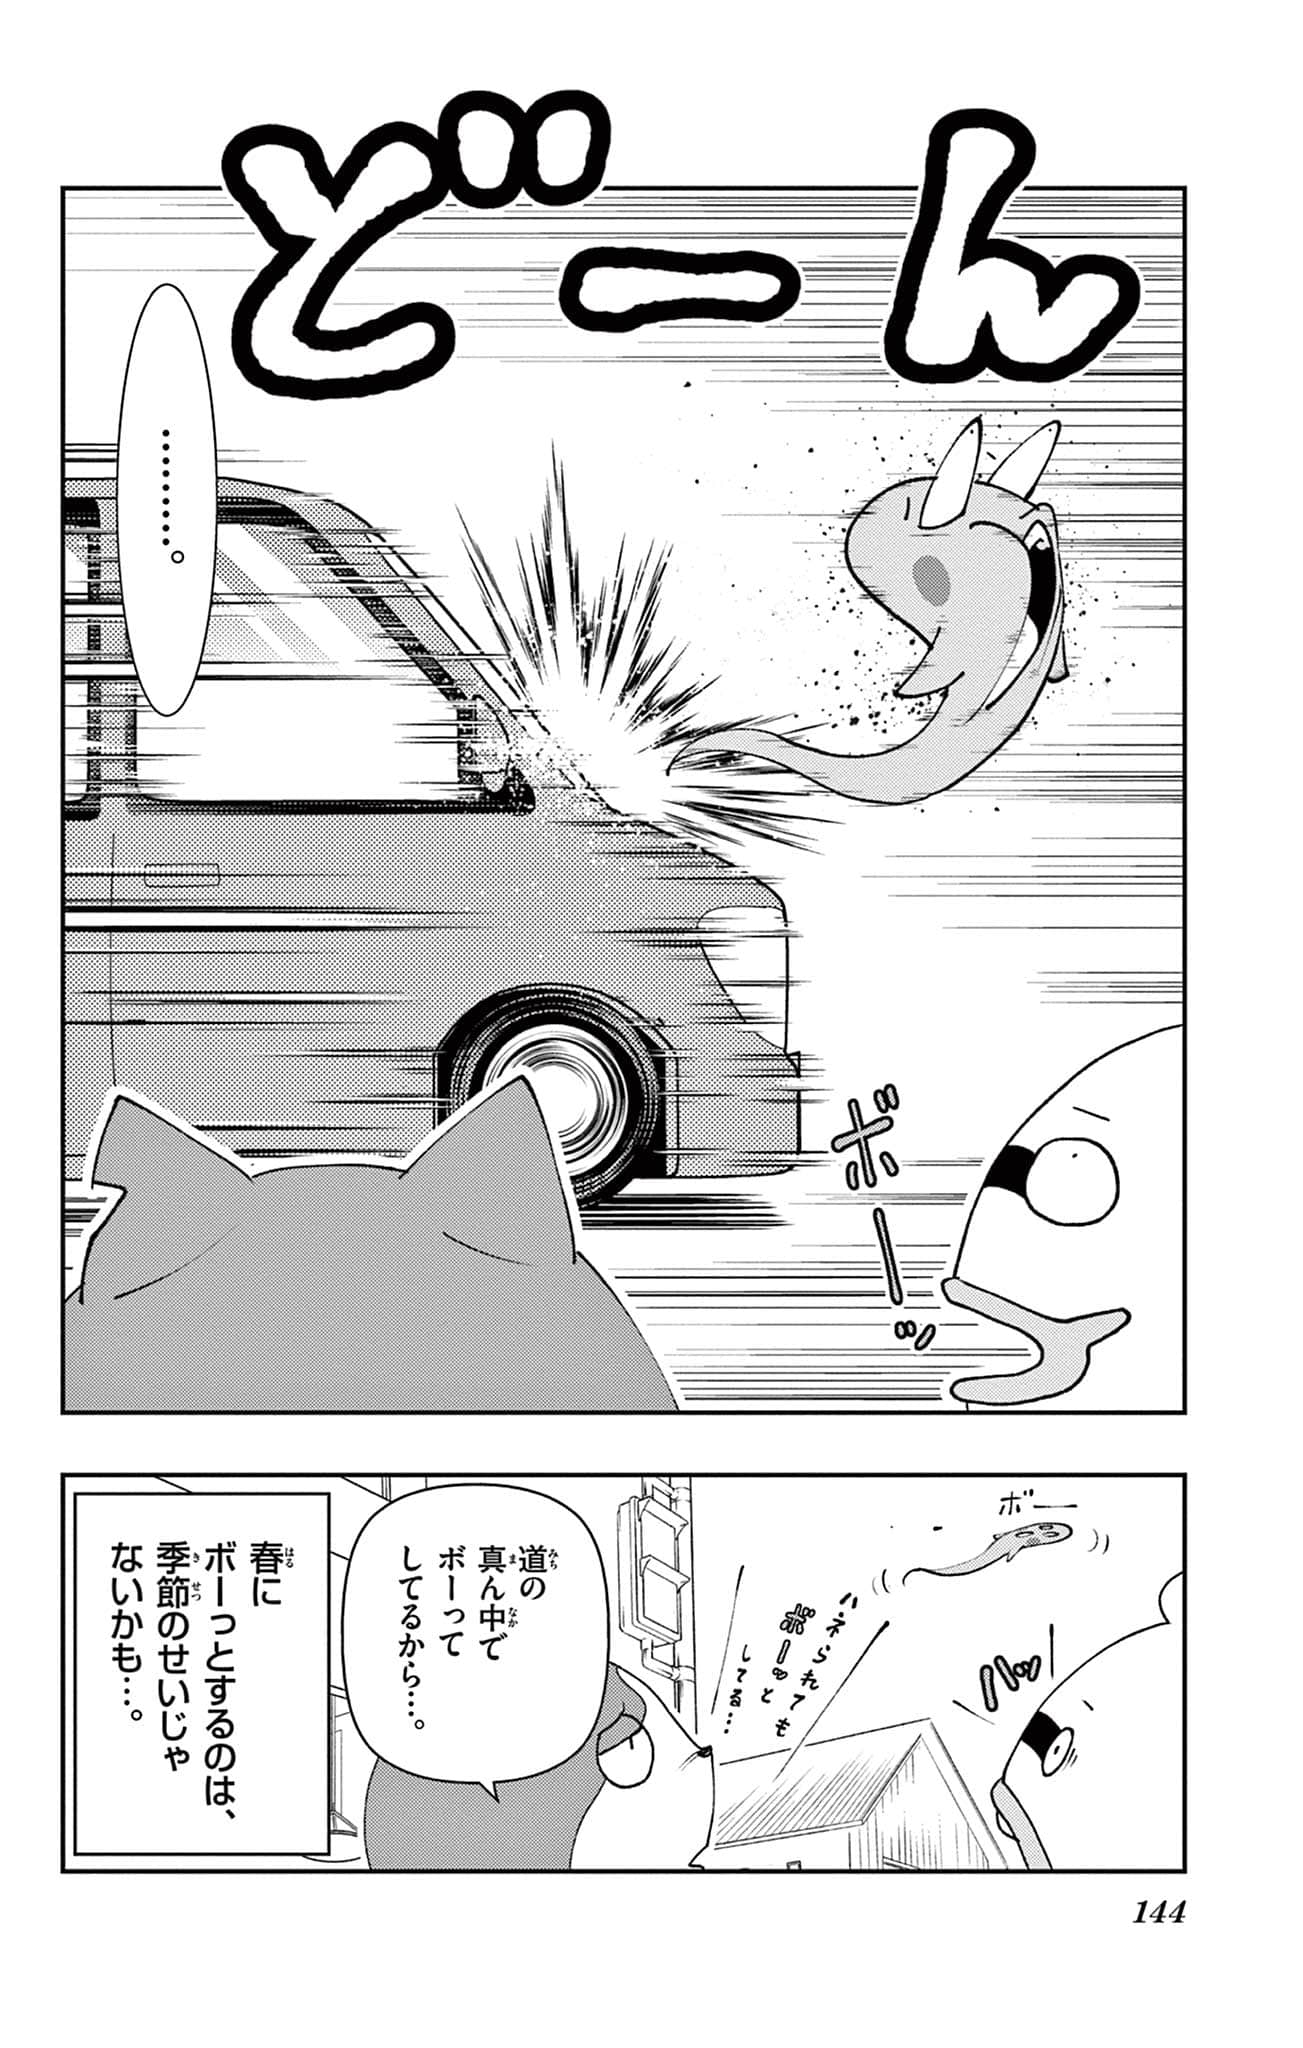 どーん
………。
ボーッ
ボー
ハッ
ハネられても
ボーッと
してる…
道の
真ん中で
ボーって
してるから…。
春に
ボーっとするのは、
季節のせいじゃ
ないかも…。
144